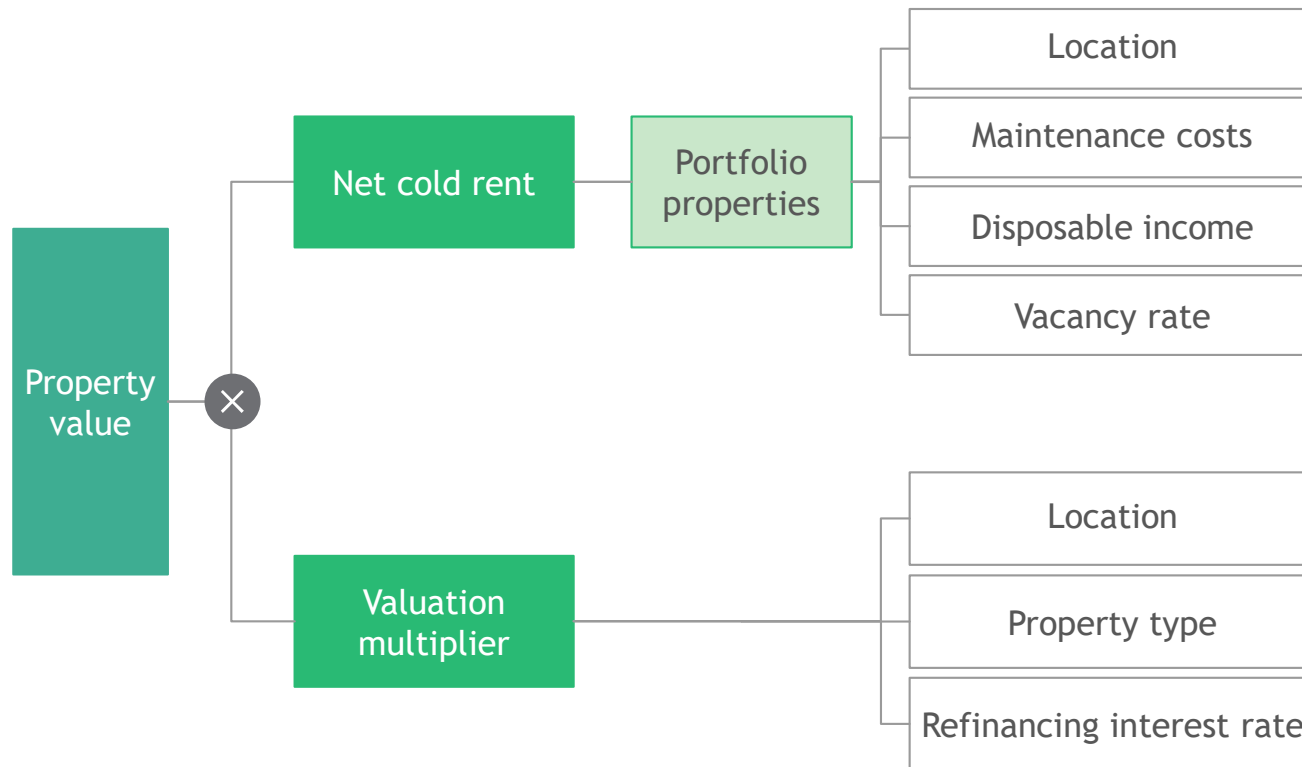 Property
value
Net cold rent
Portfolio
properties
Location
Maintenance costs
Disposable income
Vacancy rate
Valuation
multiplier
Location
Property type
Refinancing interest rate